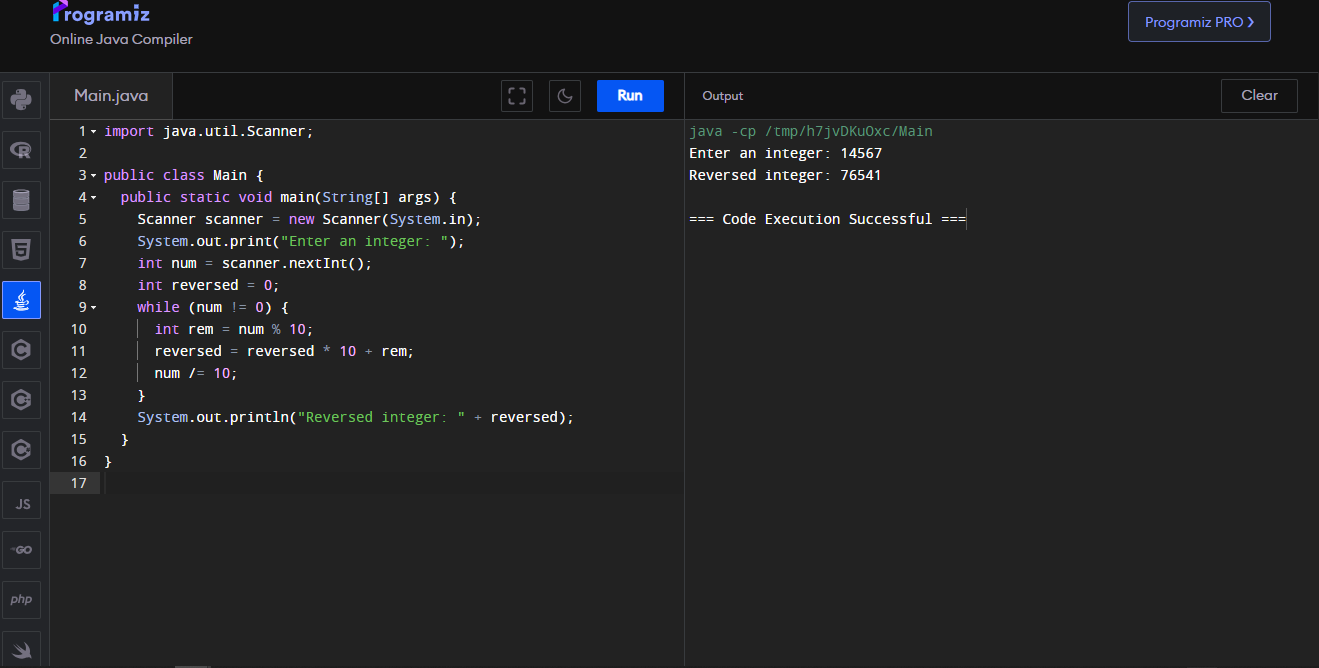 Programiz
Online Java Compiler
Programiz PRO ❯
Main.java
Run
Output
Clear
1 import java.util.Scanner;
2
3 public class Main {
4   public static void main(String[] args) {
5     Scanner scanner = new Scanner(System.in);
6     System.out.print("Enter an integer: ");
7     int num = scanner.nextInt();
8     int reversed = 0;
9     while (num != 0) {
10       int rem = num % 10;
11       reversed = reversed * 10 + rem;
12       num /= 10;
13     }
14     System.out.println("Reversed integer: " + reversed);
15   }
16 }
17
java -cp /tmp/h7jvDKuOxc/Main
Enter an integer: 14567
Reversed integer: 76541
=== Code Execution Successful ===
R
5
C
C
C
JS
GO
php